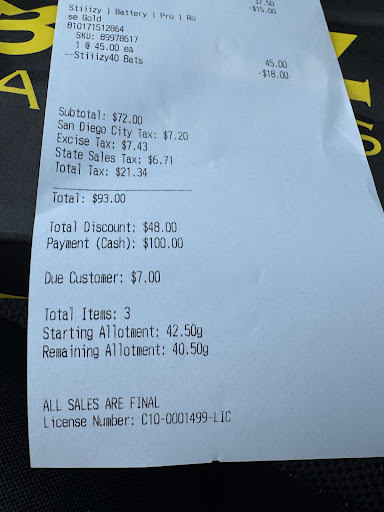 37.50
-$15.00
Stiiizy | Battery | Pro | Ro
se Gold
810171512864
SKU: 89978617
1 @ 45.00 ea
45.00
--Stiiizy40 Bats
-$18.00
Subtotal: $72.00
San Diego City Tax: $7.20
Excise Tax: $7.43
State Sales Tax: $6.71
Total Tax: $21.34
Total: $93.00
Total Discount: $48.00
Payment (Cash): $100.00
Due Customer: $7.00
Total Items: 3
Starting Allotment: 42.50g
Remaining Allotment: 40.50g
ALL SALES ARE FINAL
License Number: C10-0001499-LIC